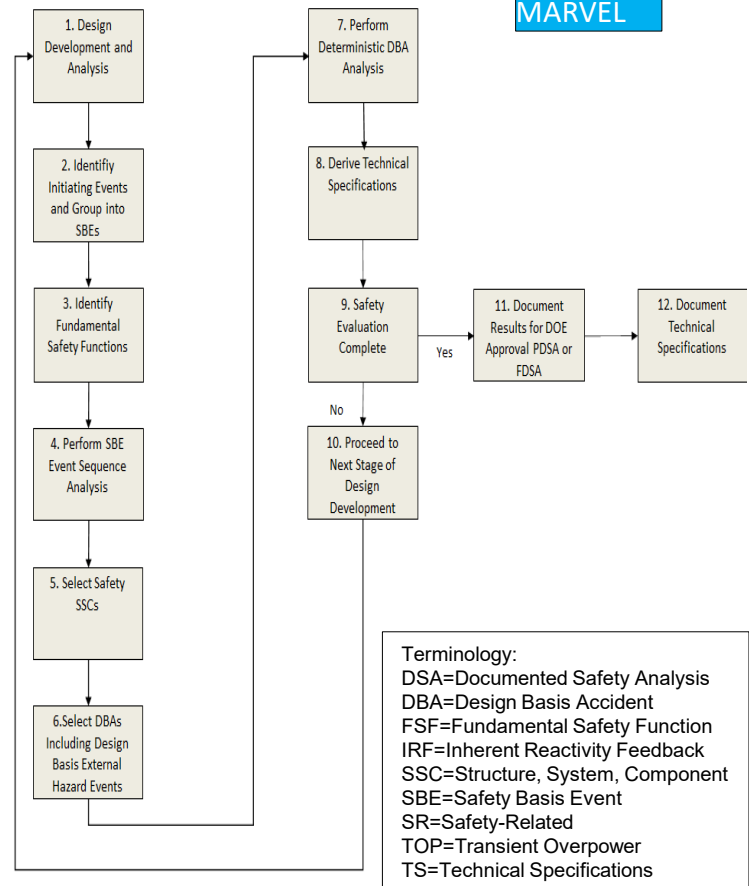 MARVEL
1. Design
Development and
Analysis
2. Identifiy
Initiating Events
and Group into
SBEs
3. Identify
Fundamental
Safety Functions
4. Perform SBE
Event Sequence
Analysis
5. Select Safety
SSCs
6.Select DBAs
Including Design
Basis External
Hazard Events
7. Perform
Deterministic DBA
Analysis
8. Derive Technical
Specifications
9. Safety
Evaluation
Complete
Yes
No
10. Proceed to
Next Stage of
Design
Development
11. Document
Results for DOE
Approval PDSA or
FDSA
12. Document
Technical
Specifications
Terminology:
DSA=Documented Safety Analysis
DBA=Design Basis Accident
FSF=Fundamental Safety Function
IRF=Inherent Reactivity Feedback
SSC=Structure, System, Component
SBE=Safety Basis Event
SR=Safety-Related
TOP=Transient Overpower
TS=Technical Specifications